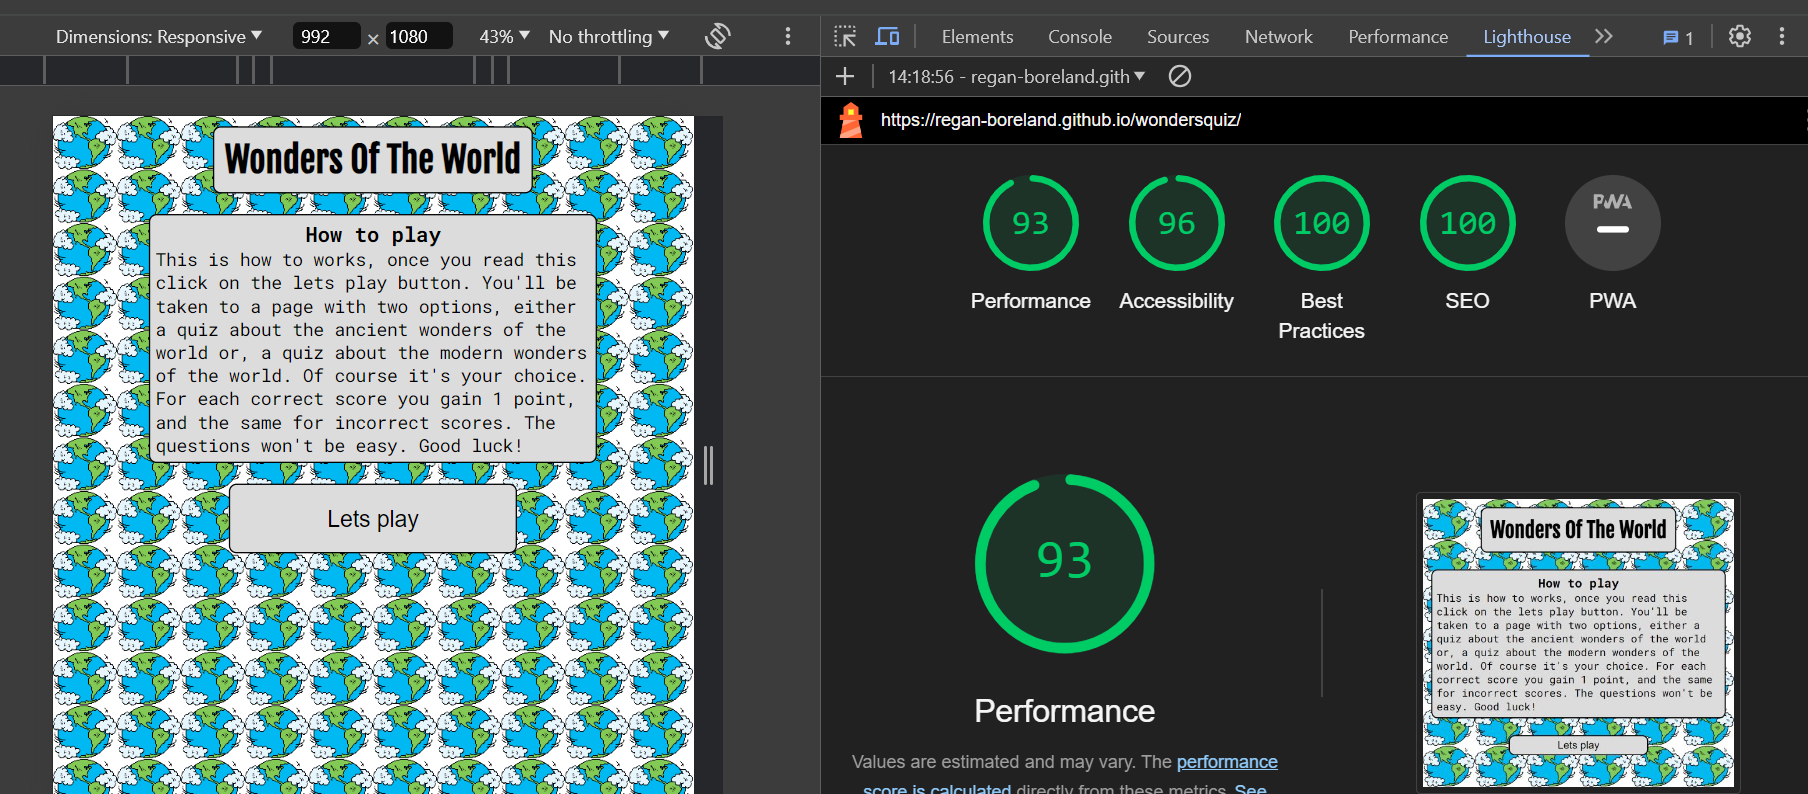 Dimensions: Responsive ▼ 992 × 1080 43% ▼ No throttling ▼
Elements Console Sources Network Performance Lighthouse 1
14:18:56 - regan-boreland.gith ▼
https://regan-boreland.github.io/wondersquiz/
Wonders Of The World
How to play
This is how to works, once you read this
click on the lets play button. You'll be
taken to a page with two options, either
a quiz about the ancient wonders of the
world or, a quiz about the modern wonders
of the world. Of course it's your choice.
For each correct score you gain 1 point,
and the same for incorrect scores. The
questions won't be easy. Good luck!
Lets play
93
Performance
96
Accessibility
100
Best
Practices
100
SEO
PWA
PWA
93
Performance
Values are estimated and may vary. The performance
score is calculated directly from these metrics. See
Wonders Of The World
How to play
This is how to works, once you read this
click on the lets play button. You'll be
taken to a page with two options, either a
quiz about the ancient wonders of the world
or, a quiz about the modern wonders of the
world. Of course it's your choice. For each
correct score you gain 1 point, and the same
for incorrect scores. The questions won't be
easy. Good luck!
Lets play